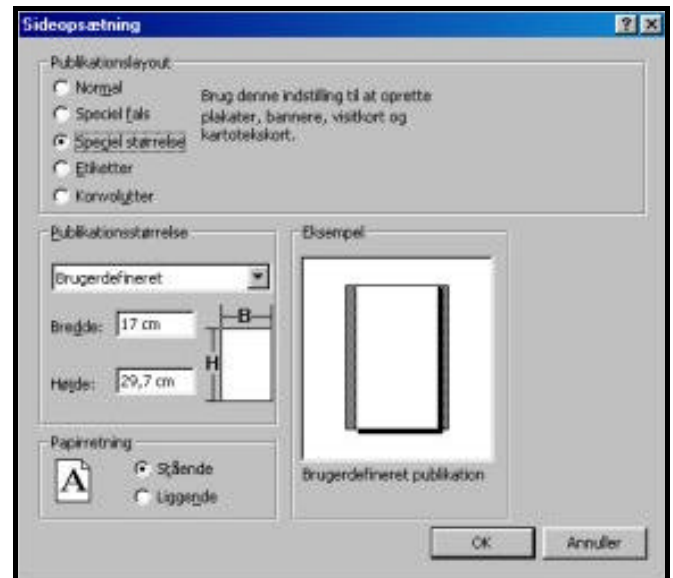 Sideopsætning
Publikationslayout
Normal
Speciel fals
Speciel størrelse
Etiketter
Konvolutter
Brug denne indstilling til at oprette
plakater, bannere, visitkort og
kartotekskort.
Publikationsstørrelse
Brugerdefineret
Bredde: 17 cm
Højde: 29,7 cm
B
H
Eksempel
Brugerdefineret publikation
Papirretning
A
Stående
Liggende
OK
Annuller